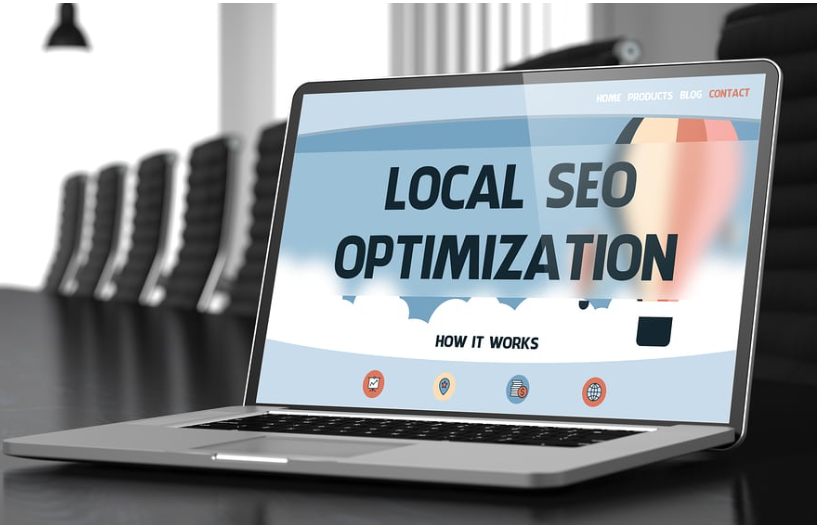 HOME PRODUCTS BLOG CONTACT
LOCAL SEO
OPTIMIZATION
HOW IT WORKS